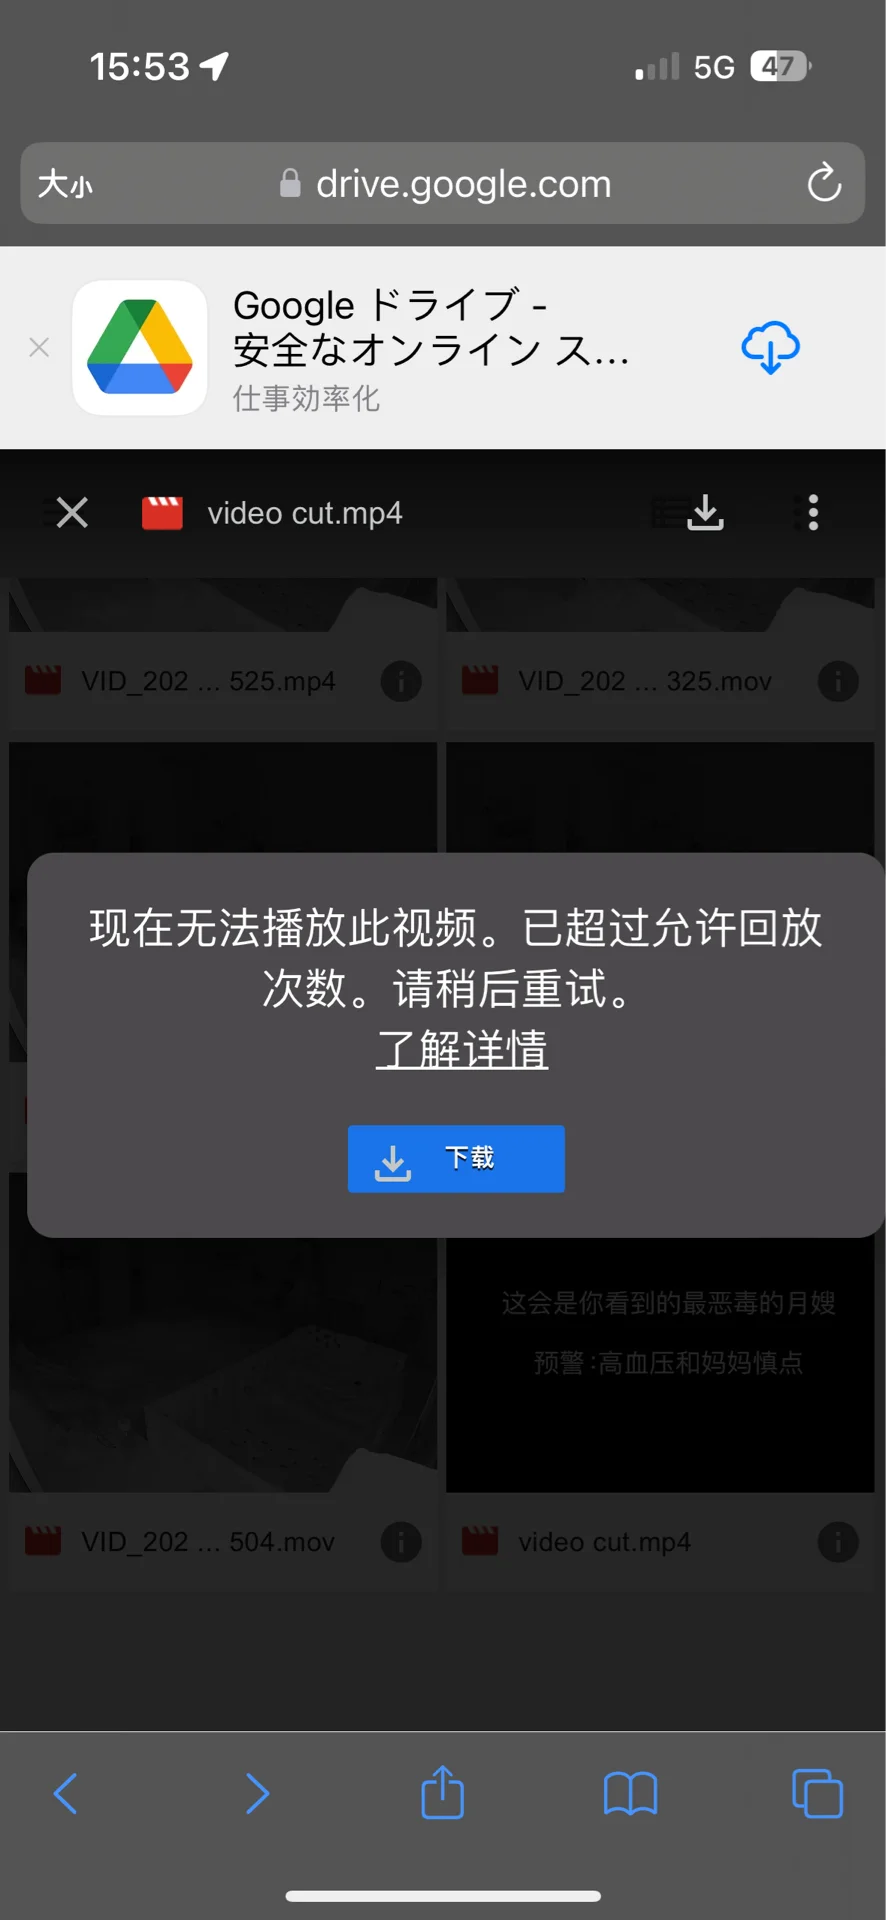 15:53
5G 47
大小 drive.google.com
Google ドライブ -
安全なオンライン ス...
仕事効率化
video cut.mp4
VID_202 ... 525.mp4
VID_202 ... 325.mov
现在无法播放此视频。已超过允许回放
次数。请稍后重试。
了解详情
下载
这会是你看到的最恶毒的月嫂
预警:高血压和妈妈慎点
VID_202 ... 504.mov
video cut.mp4